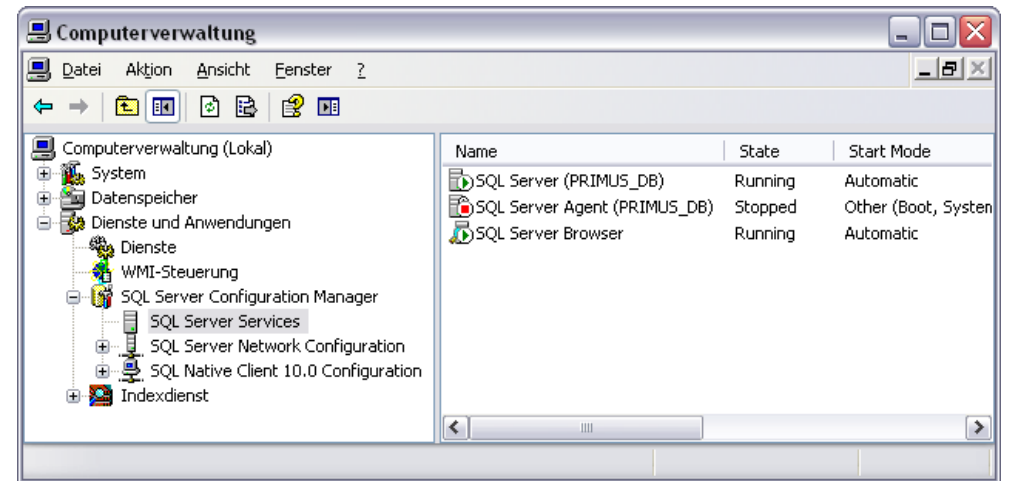 Computerverwaltung
Datei Aktion Ansicht Fenster ?
Computerverwaltung (Lokal)
System
Datenspeicher
Dienste und Anwendungen
Dienste
WMI-Steuerung
SQL Server Configuration Manager
SQL Server Services
SQL Server Network Configuration
SQL Native Client 10.0 Configuration
Indexdienst
Name State Start Mode
SQL Server (PRIMUS_DB) Running Automatic
SQL Server Agent (PRIMUS_DB) Stopped Other (Boot, System
SQL Server Browser Running Automatic